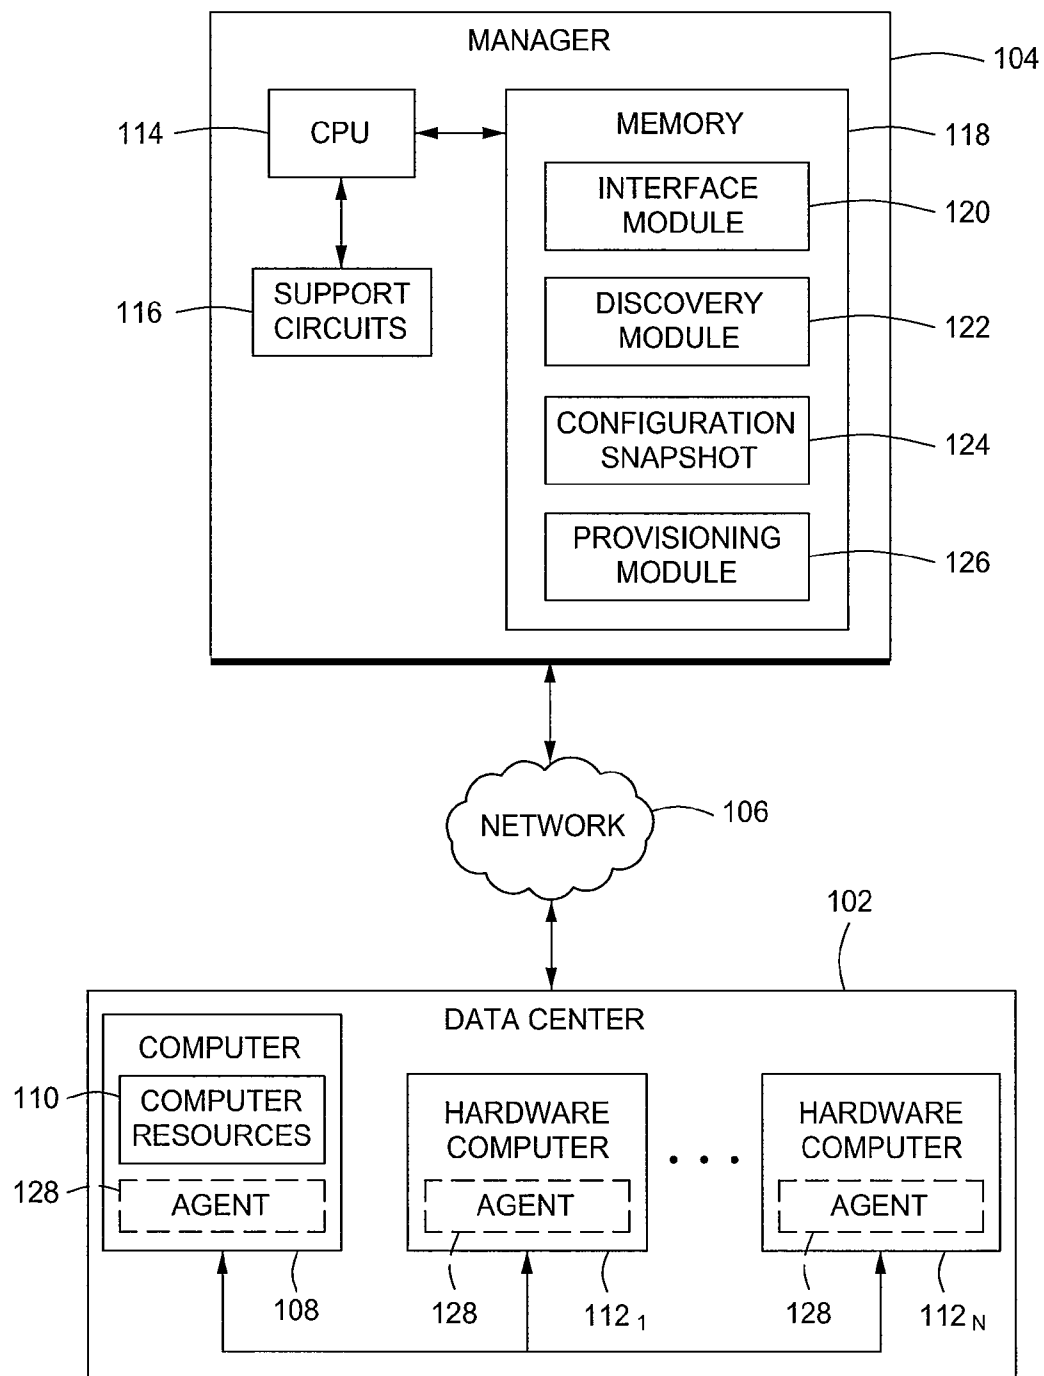 MANAGER
104
CPU
114
MEMORY
118
INTERFACE
MODULE
120
SUPPORT
CIRCUITS
116
DISCOVERY
MODULE
122
CONFIGURATION
SNAPSHOT
124
PROVISIONING
MODULE
126
NETWORK
106
102
DATA CENTER
COMPUTER
110
COMPUTER
RESOURCES
128
AGENT
108
HARDWARE
COMPUTER
AGENT
128
112 1
• • •
HARDWARE
COMPUTER
AGENT
128
112 N